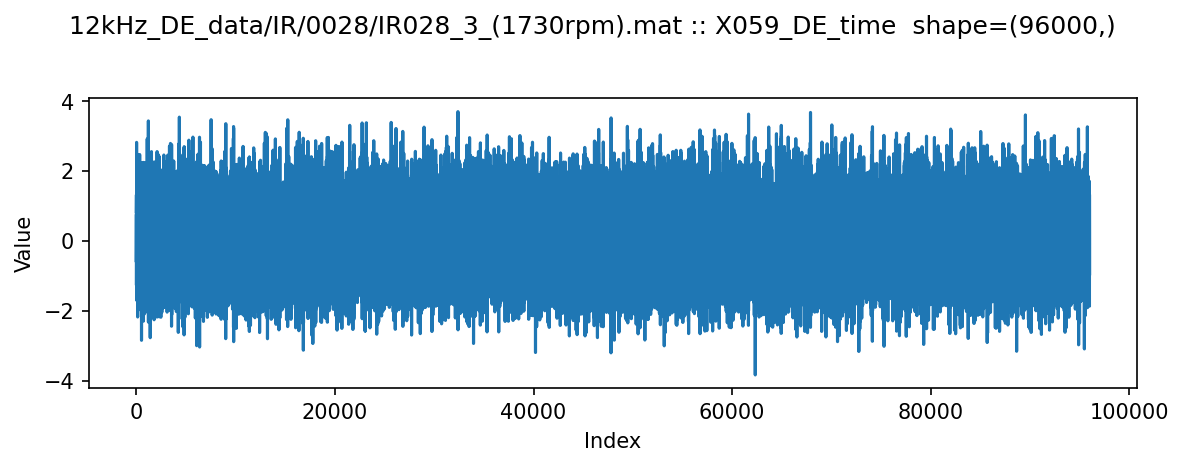 12kHz_DE_data/IR/0028/IR028_3_(1730rpm).mat :: X059_DE_time  shape=(96000,)
4
2
0
−2
−4
Value
0 20000 40000 60000 80000 100000
Index